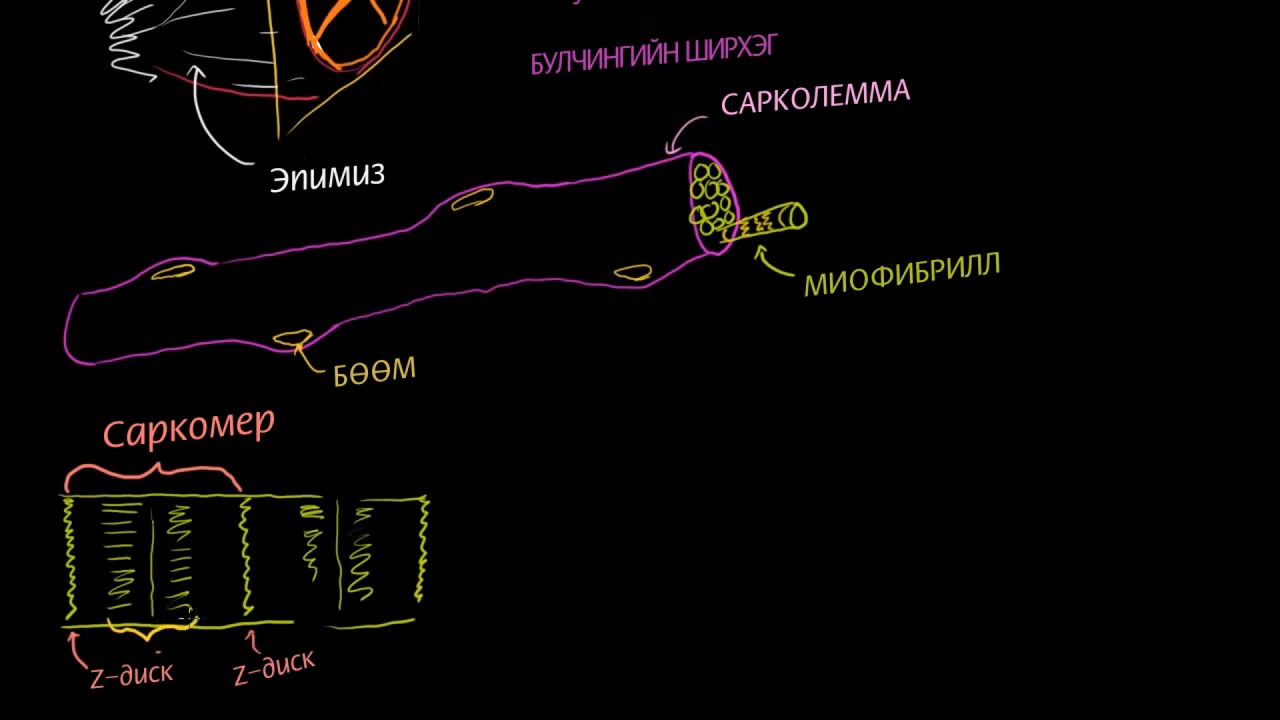 БУЛЧИНГИЙН ШИРХЭГ
САРКОЛЕММА
Эпимиз
МИОФИБРИЛЛ
БӨӨМ
Саркомер
Z-диск
Z-диск